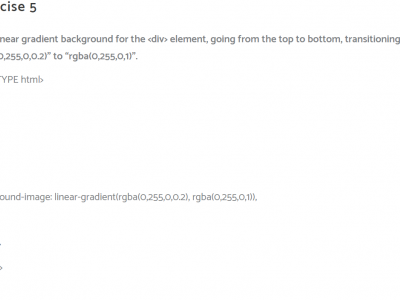 cise 5
near gradient background for the <div> element, going from the top to bottom, transitioning
0,255,0,0.2)” to “rgba(0,255,0,1)”.
TYPE html>
ound-image: linear-gradient(rgba(0,255,0,0.2), rgba(0,255,0,1)),
>